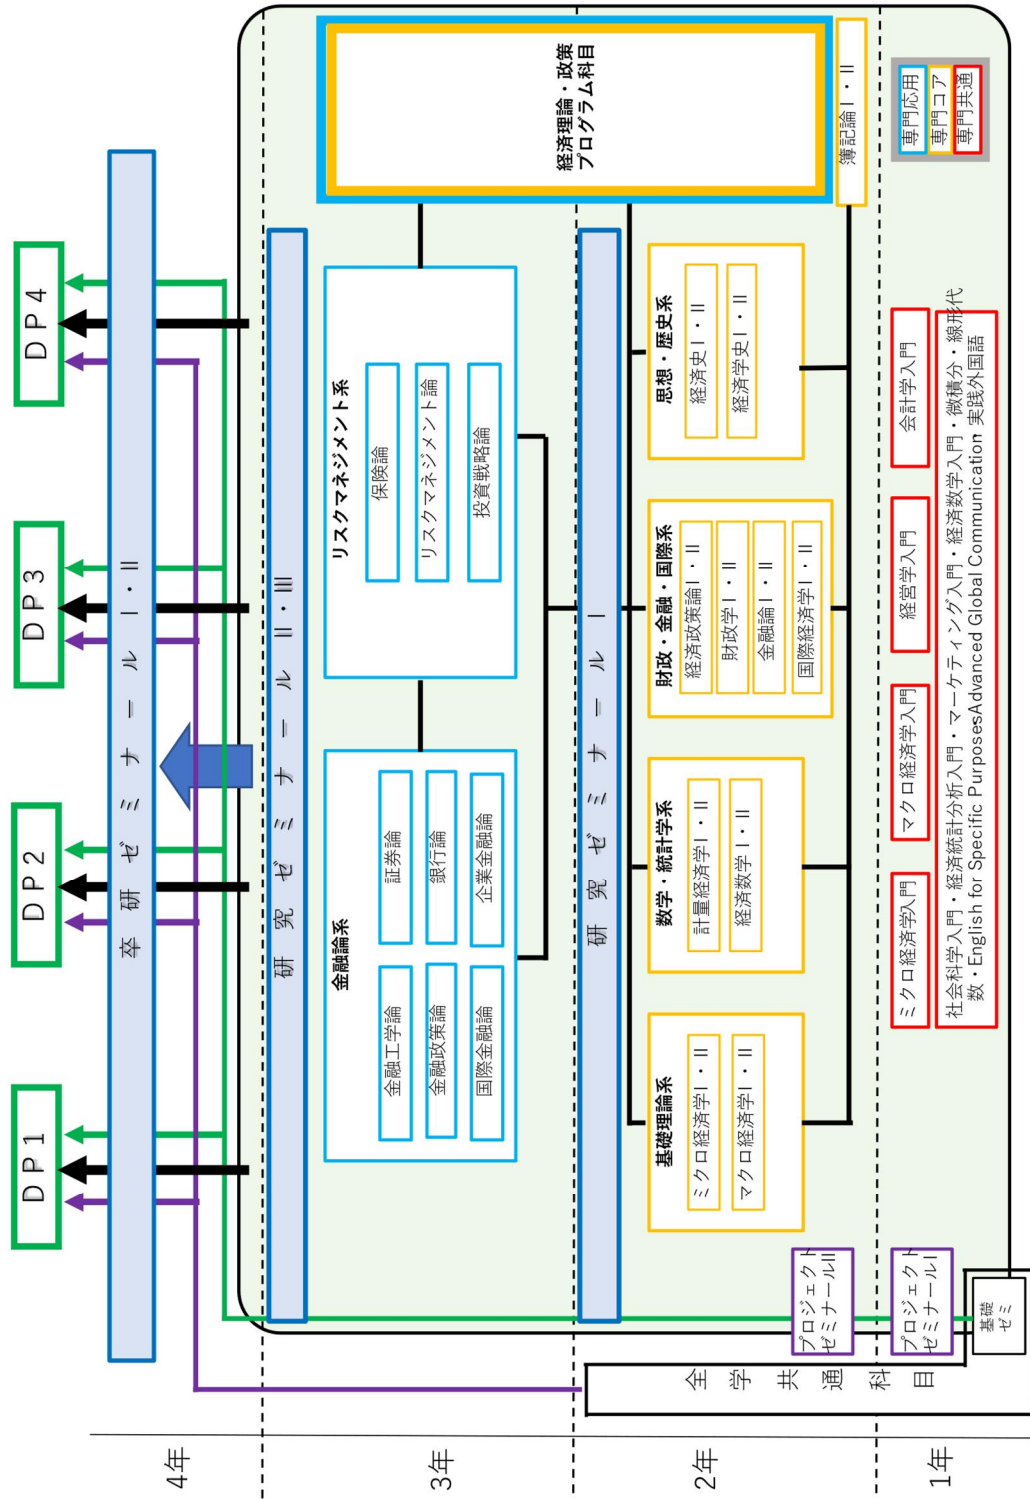 DP1
DP2
DP3
DP4
4年
卒研ゼミナールⅠ・Ⅱ
3年
研究ゼミナールⅡ・Ⅲ
金融論系
金融工学論
証券論
金融政策論
銀行論
国際金融論
企業金融論
リスクマネジメント系
保険論
リスクマネジメント論
投資戦略論
経済理論・政策
プログラム科目
2年
研究ゼミナールⅠ
基礎理論系
ミクロ経済学Ⅰ・Ⅱ
マクロ経済学Ⅰ・Ⅱ
数学・統計学系
計量経済学Ⅰ・Ⅱ
経済数学Ⅰ・Ⅱ
財政・金融・国際系
経済政策論Ⅰ・Ⅱ
財政学Ⅰ・Ⅱ
金融論Ⅰ・Ⅱ
国際経済学Ⅰ・Ⅱ
思想・歴史系
経済史Ⅰ・Ⅱ
経済学史Ⅰ・Ⅱ
簿記論Ⅰ・Ⅱ
全学共通科目
プロジェクト
ゼミナールⅡ
1年
プロジェクト
ゼミナールⅠ
基礎
ゼミ
ミクロ経済学入門
マクロ経済学入門
経営学入門
会計学入門
社会科学入門・経済統計分析入門・マーケティング入門・経済数学入門・微積分・線形代
数・English for Specific PurposesAdvanced Global Communication・実践外国語
専門応用
専門コア
専門共通